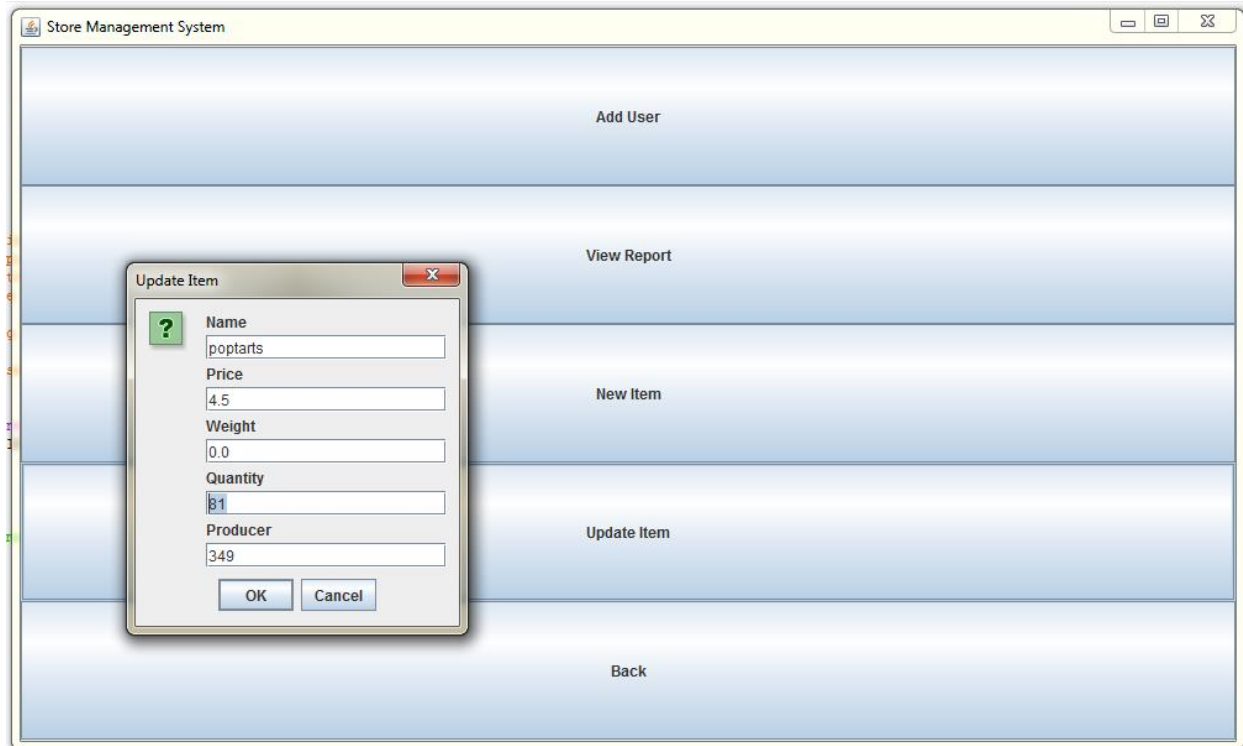 Store Management System
Add User
View Report
Update Item
Name
poptarts
Price
4.5
Weight
0.0
Quantity
81
Producer
349
OK Cancel
New Item
Update Item
Back